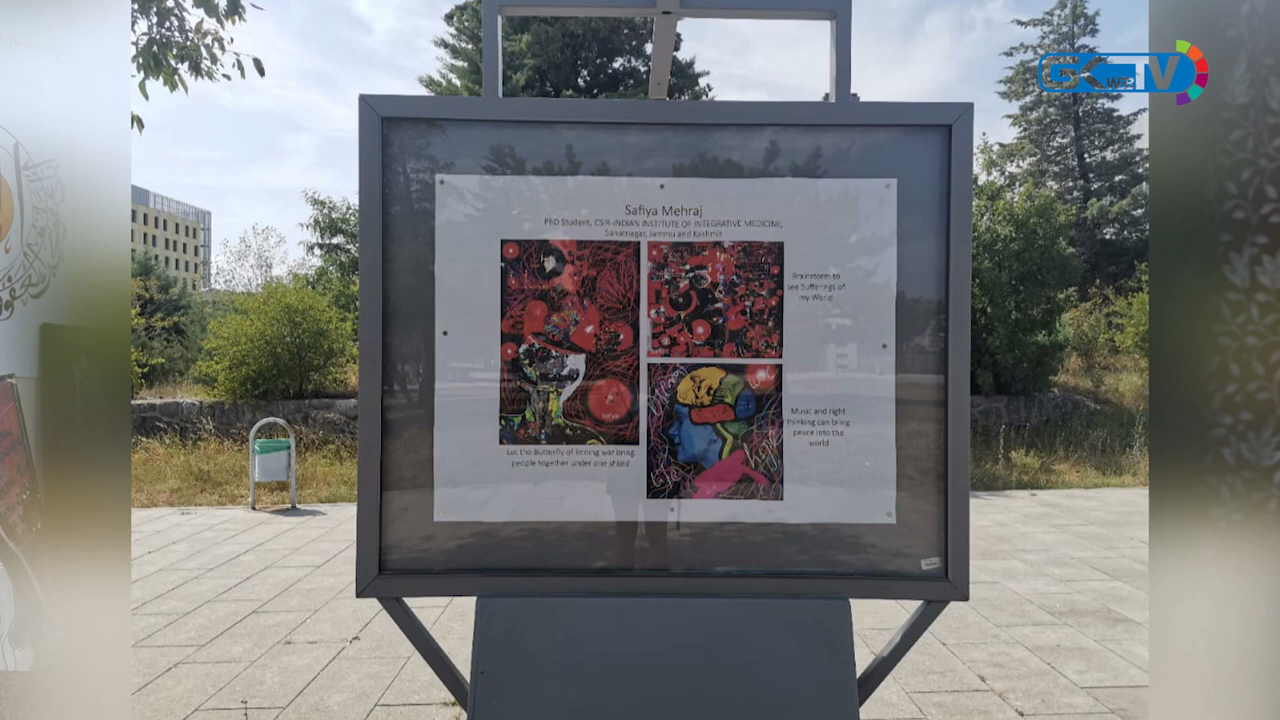 GK WEB TV
Safiya Mehraj
PhD Student, CSIR-INDIAN INSTITUTE OF INTEGRATIVE MEDICINE,
Sanatnagar, Jammu and Kashmir
Brainstorm to
see Sufferings of
my World
Let the Butterfly of Ending war bring
people together under one shield
Music and right
thinking can bring
peace into the
world